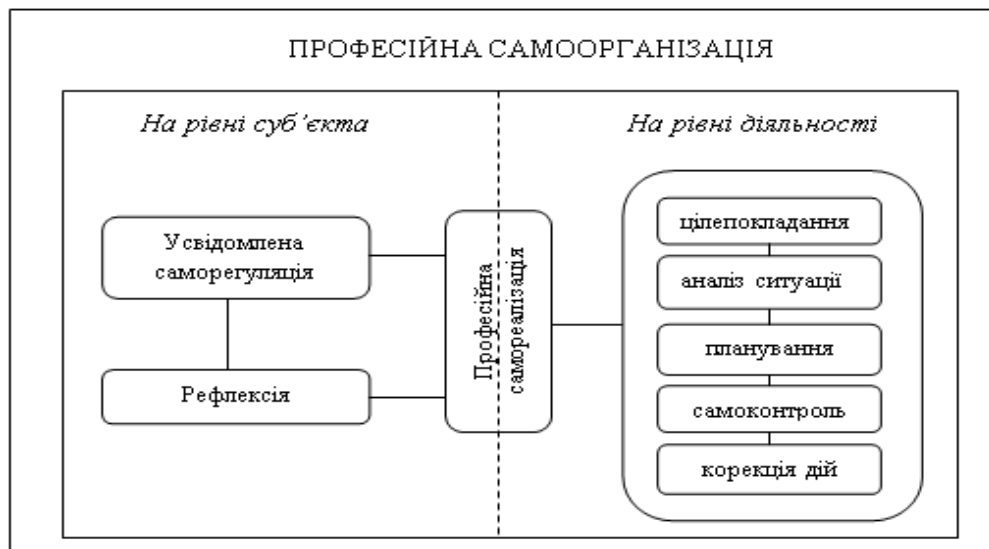 ПРОФЕСІЙНА САМООРГАНІЗАЦІЯ
На рівні суб’єкта
На рівні діяльності
Усвідомлена
саморегуляція
Рефлексія
Професійна
самореалізація
цілепокладання
аналіз ситуації
планування
самоконтроль
корекція дій